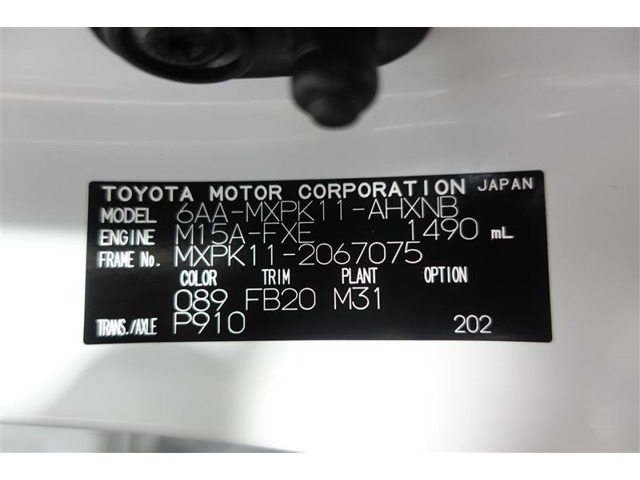 TOYOTA MOTOR CORPORATION JAPAN
MODEL 6AA-MXPK11-AHXNB
ENGINE M15A-FXE 1490 mL
FRAME No. MXPK11-2067075
COLOR TRIM PLANT OPTION
089 FB20 M31
TRANS./AXLE P910 202